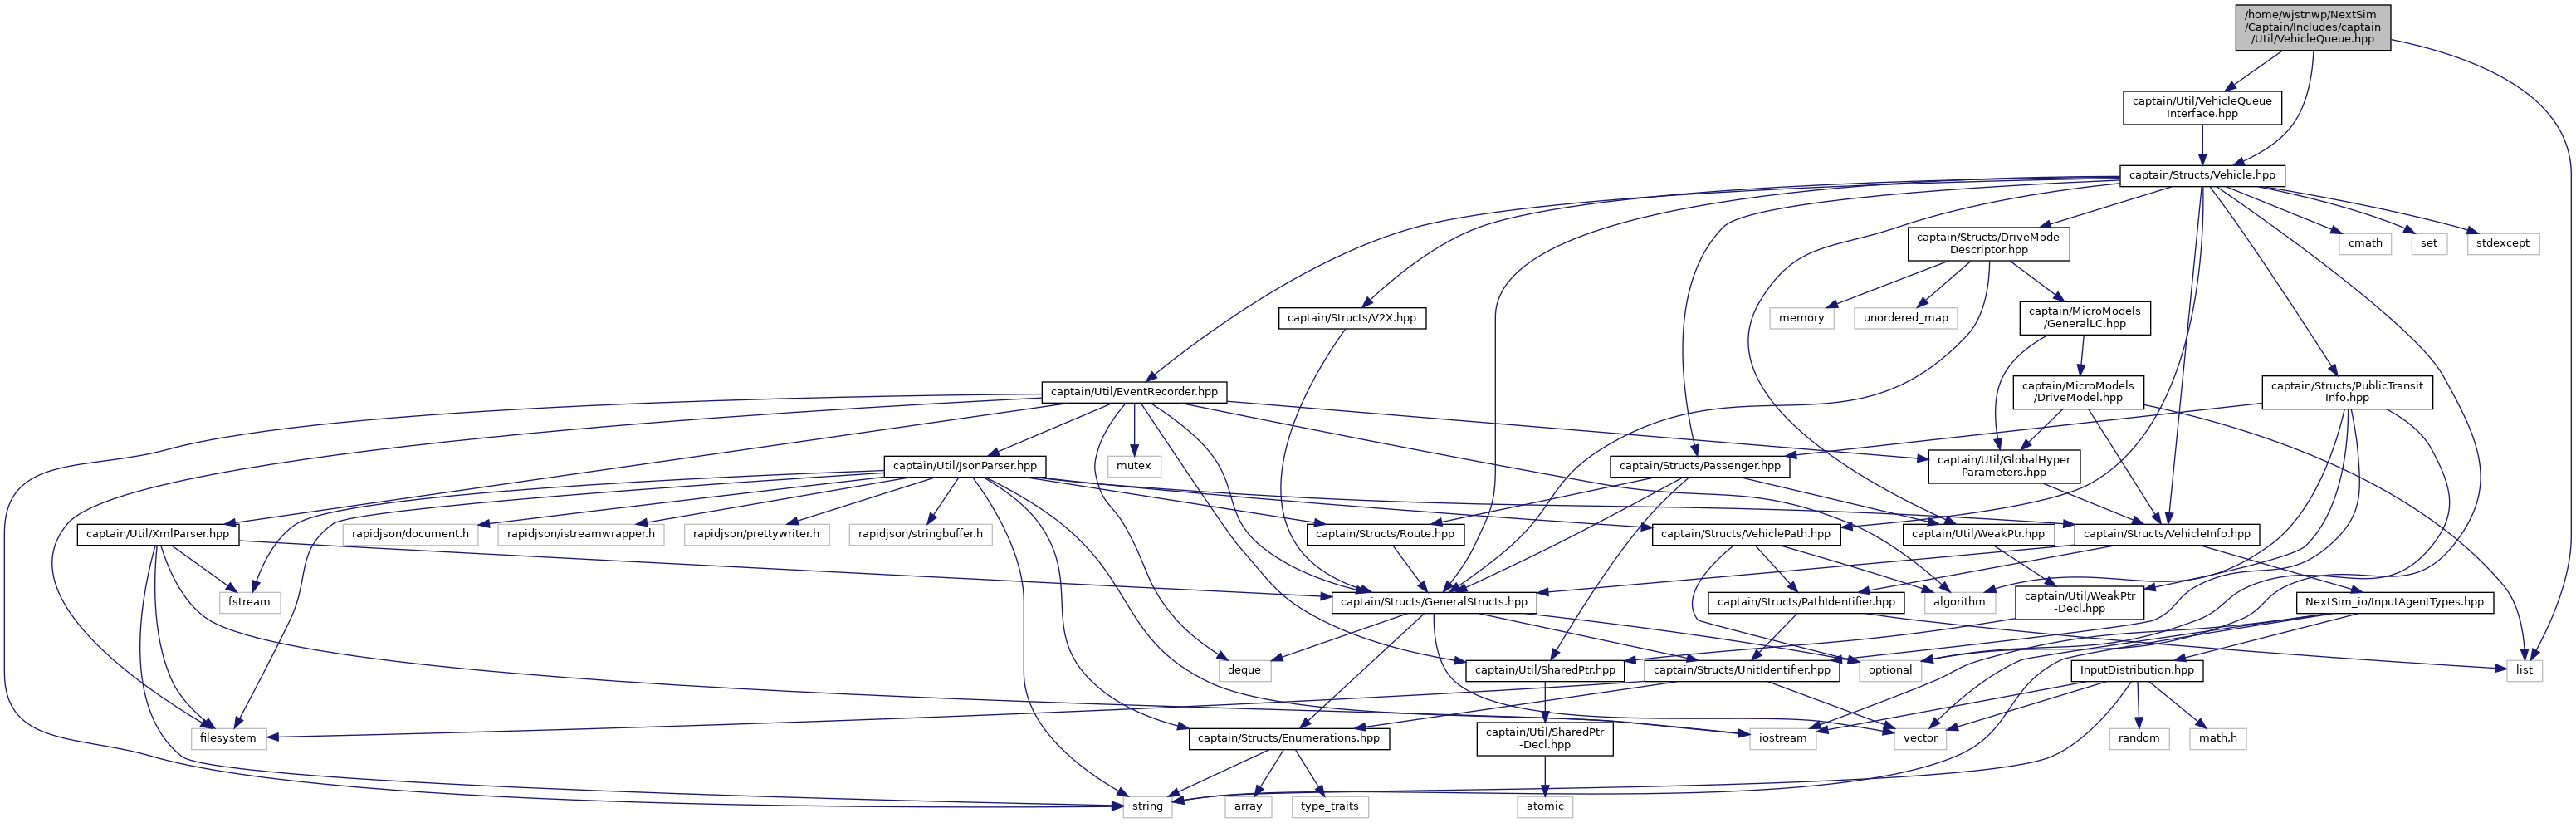 /home/wjstnwp/NextSim
/Captain/Includes/captain
/Util/VehicleQueue.hpp
captain/Util/VehicleQueue
Interface.hpp
captain/Structs/Vehicle.hpp
captain/Structs/DriveMode
Descriptor.hpp
cmath
set
stdexcept
captain/Structs/V2X.hpp
memory
unordered_map
captain/MicroModels
/GeneralLC.hpp
captain/Util/EventRecorder.hpp
captain/MicroModels
/DriveModel.hpp
captain/Structs/PublicTransit
Info.hpp
captain/Util/JsonParser.hpp
mutex
captain/Structs/Passenger.hpp
captain/Util/GlobalHyper
Parameters.hpp
captain/Util/XmlParser.hpp
rapidjson/document.h
rapidjson/istreamwrapper.h
rapidjson/prettywriter.h
rapidjson/stringbuffer.h
captain/Structs/Route.hpp
captain/Structs/VehiclePath.hpp
captain/Util/WeakPtr.hpp
captain/Structs/VehicleInfo.hpp
fstream
captain/Structs/GeneralStructs.hpp
captain/Structs/PathIdentifier.hpp
algorithm
captain/Util/WeakPtr
-Decl.hpp
NextSim_io/InputAgentTypes.hpp
deque
captain/Util/SharedPtr.hpp
captain/Structs/UnitIdentifier.hpp
optional
InputDistribution.hpp
list
filesystem
captain/Structs/Enumerations.hpp
captain/Util/SharedPtr
-Decl.hpp
iostream
vector
random
math.h
string
array
type_traits
atomic